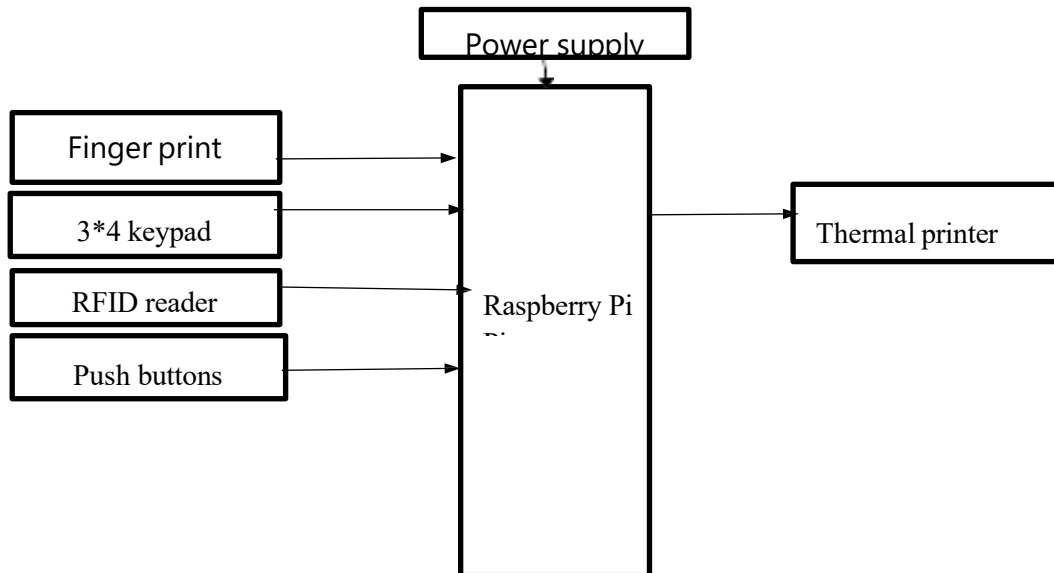 Power supply
Finger print
3*4 keypad
RFID reader
Push buttons
Raspberry Pi
Thermal printer